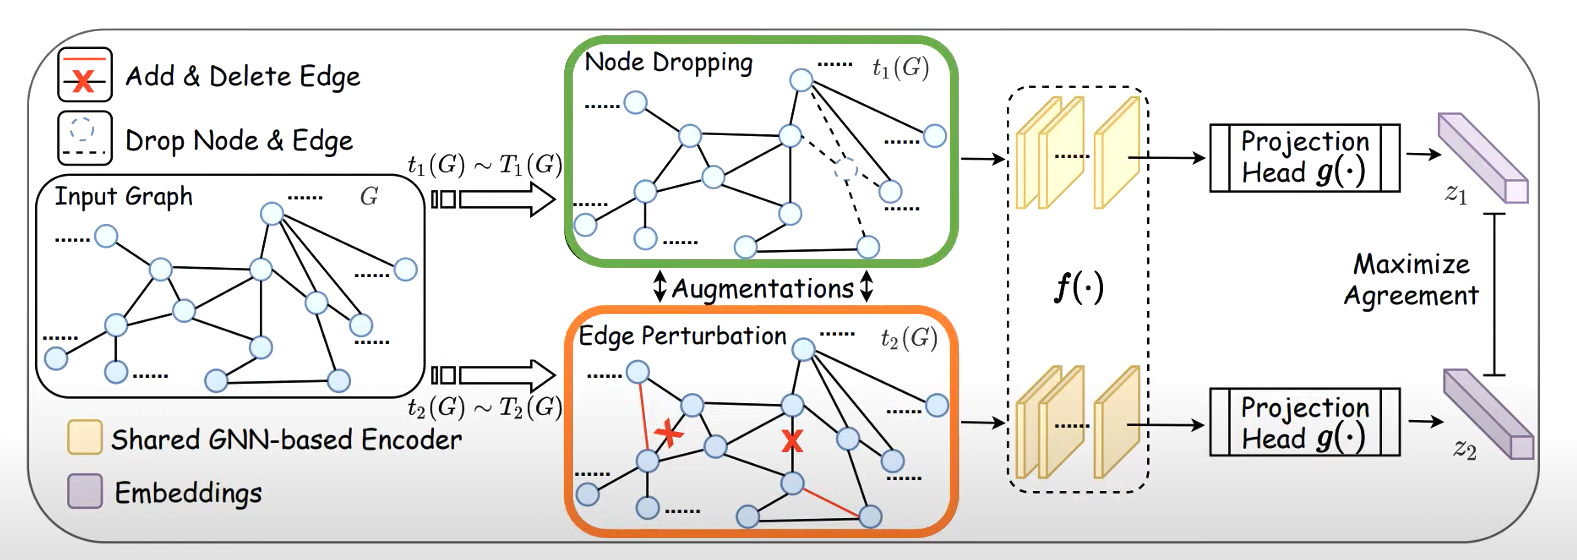 Add & Delete Edge
Drop Node & Edge
Input Graph
......
G
......
......
......
......
......
t₁(G) ~ T₁(G)
t₂(G) ~ T₂(G)
Shared GNN-based Encoder
Embeddings
Node Dropping
......
t₁(G)
......
......
......
......
......
Augmentations
Edge Perturbation
......
t₂(G)
......
......
......
......
......
......
f(·)
......
Projection
Head g(·)
z₁
Maximize
Agreement
Projection
Head g(·)
z₂